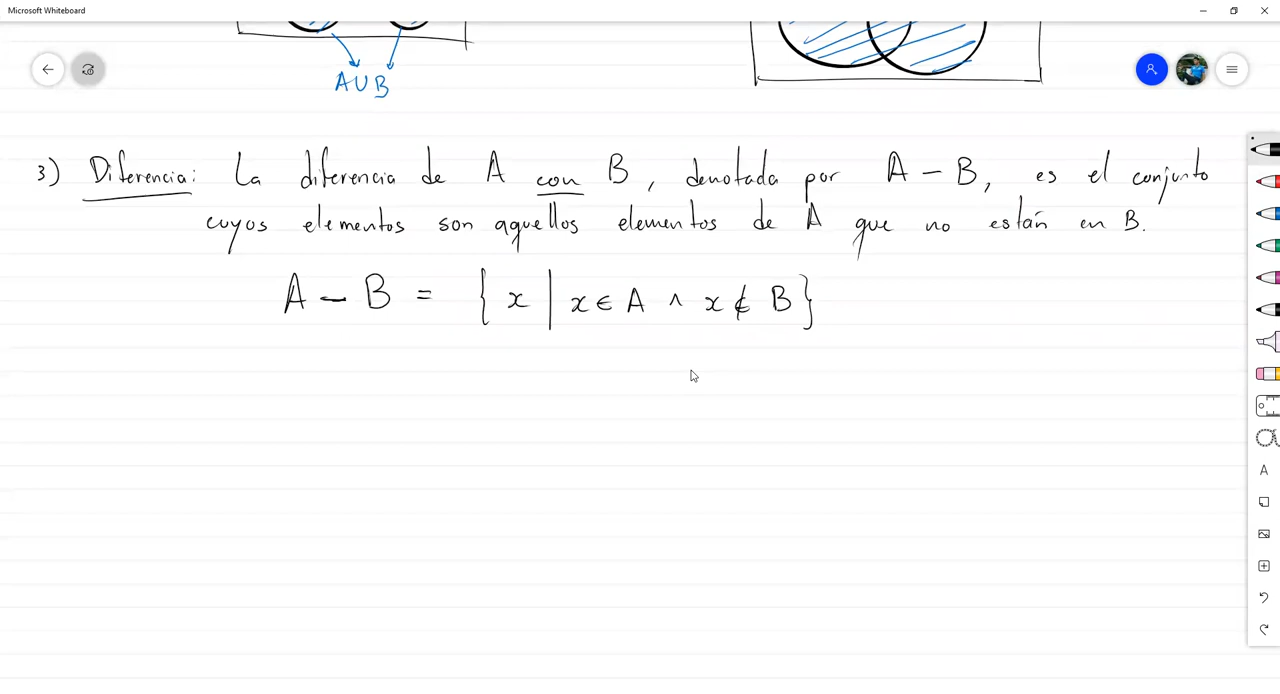 Microsoft Whiteboard
A ∪ B
3) Diferencia: La diferencia de A con B, denotada por A - B, es el conjunto
cuyos elementos son aquellos elementos de A que no están en B.
A - B = { x | x ∈ A ∧ x ∉ B }
A